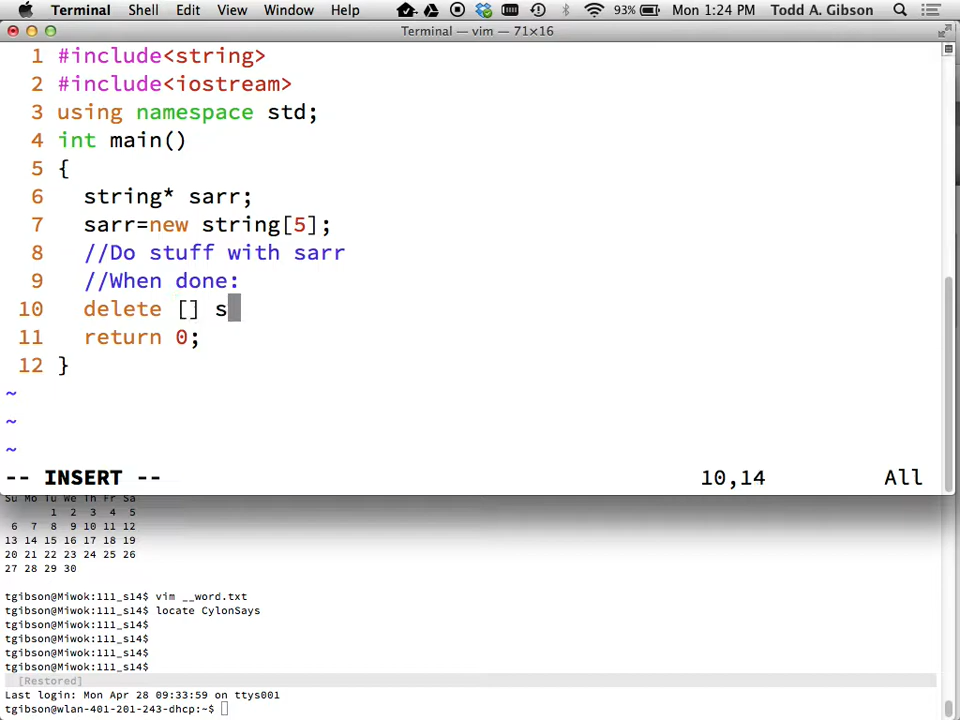 Terminal Shell Edit View Window Help 93% Mon 1:24 PM Todd A. Gibson
Terminal — vim — 71×16
1 #include<string>
2 #include<iostream>
3 using namespace std;
4 int main()
5 {
6   string* sarr;
7   sarr=new string[5];
8   //Do stuff with sarr
9   //When done:
10   delete [] s
11   return 0;
12 }
~
~
~
-- INSERT -- 10,14 All
Su Mo Tu We Th Fr Sa
1 2 3 4 5
6 7 8 9 10 11 12
13 14 15 16 17 18 19
20 21 22 23 24 25 26
27 28 29 30
tgibson@Miwok:111_s14$ vim __word.txt
tgibson@Miwok:111_s14$ locate CylonSays
tgibson@Miwok:111_s14$
tgibson@Miwok:111_s14$
tgibson@Miwok:111_s14$
tgibson@Miwok:111_s14$
[Restored]
Last login: Mon Apr 28 09:33:59 on ttys001
tgibson@wlan-401-201-243-dhcp:~$